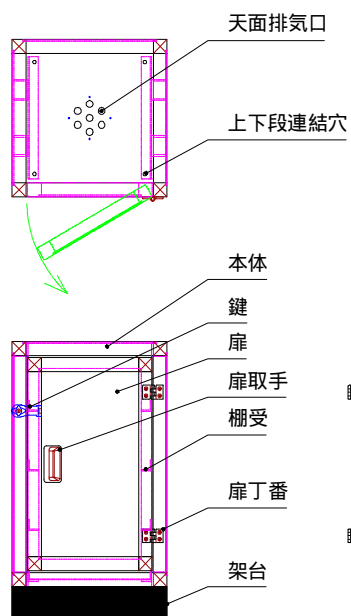 天面排気口
上下段連結穴
本体
鍵
扉
扉取手
棚受
扉丁番
架台